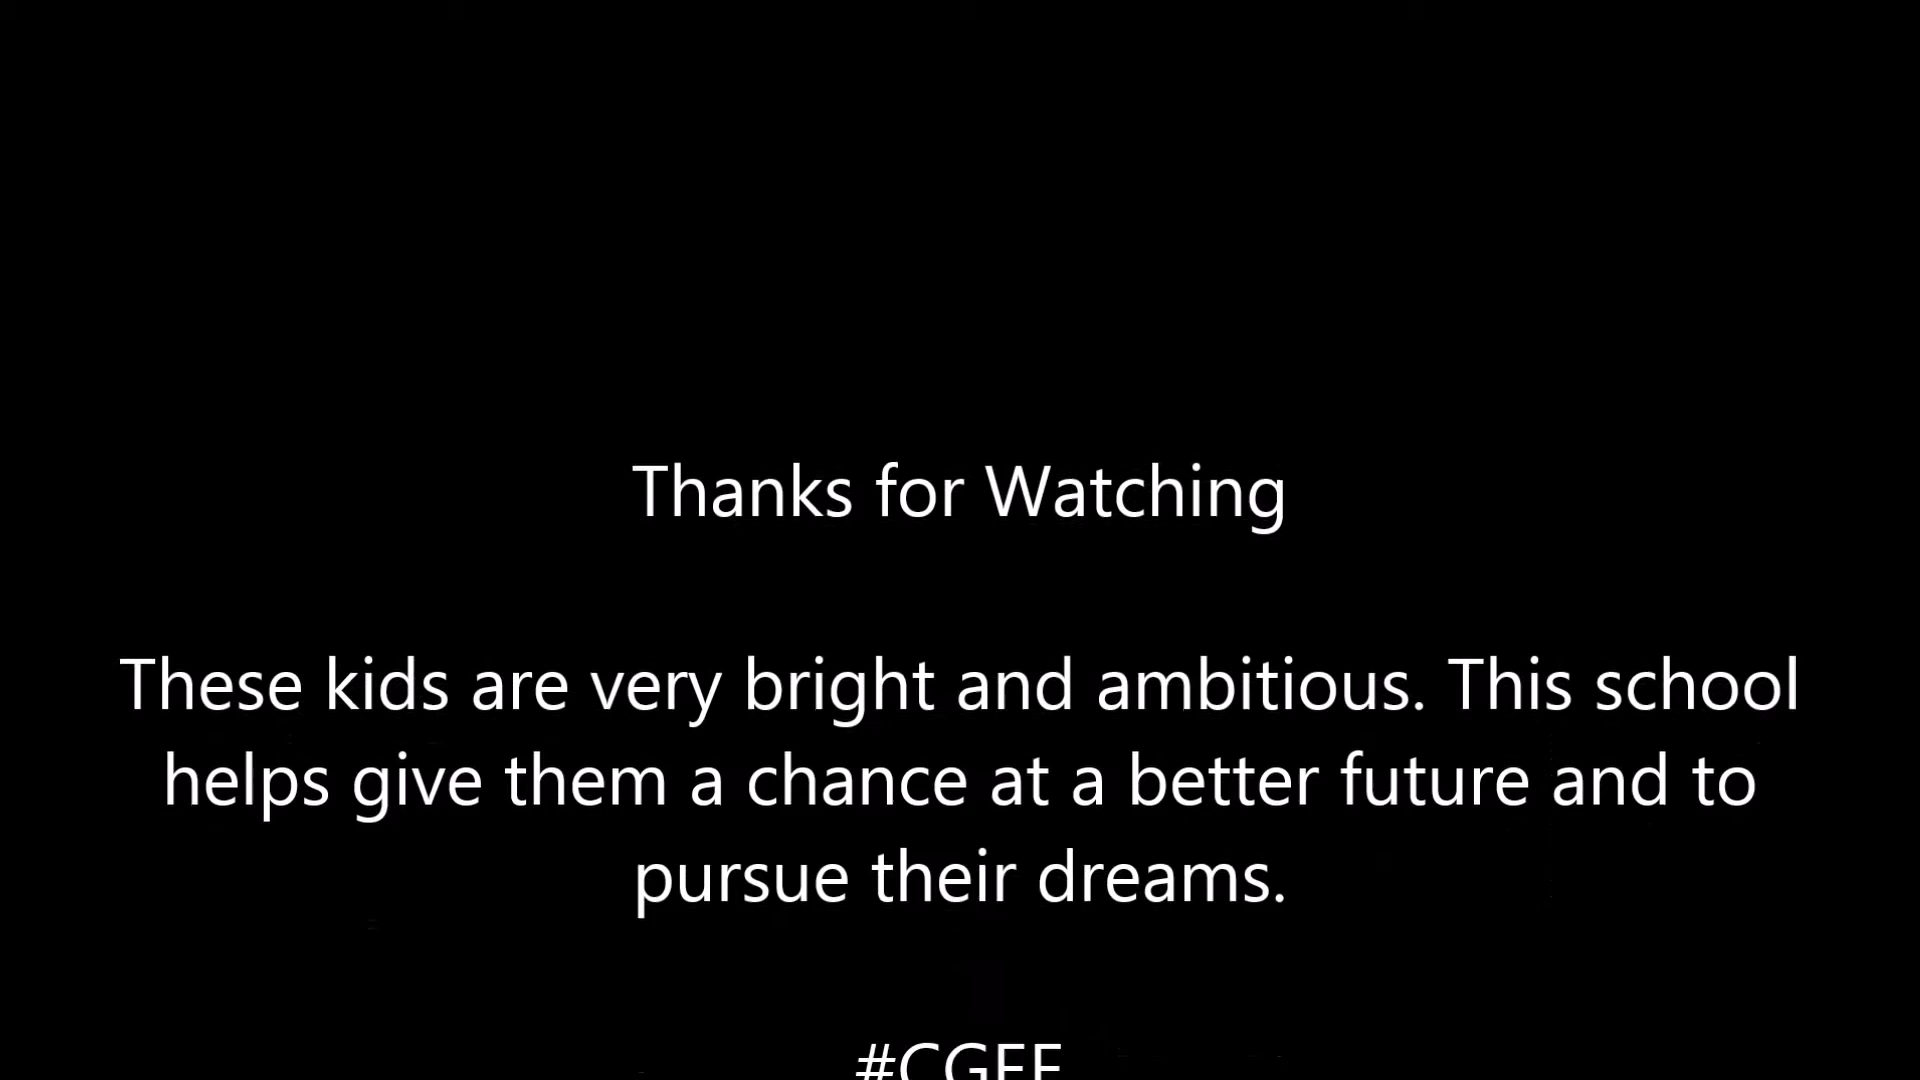 Thanks for Watching
These kids are very bright and ambitious. This school
helps give them a chance at a better future and to
pursue their dreams.